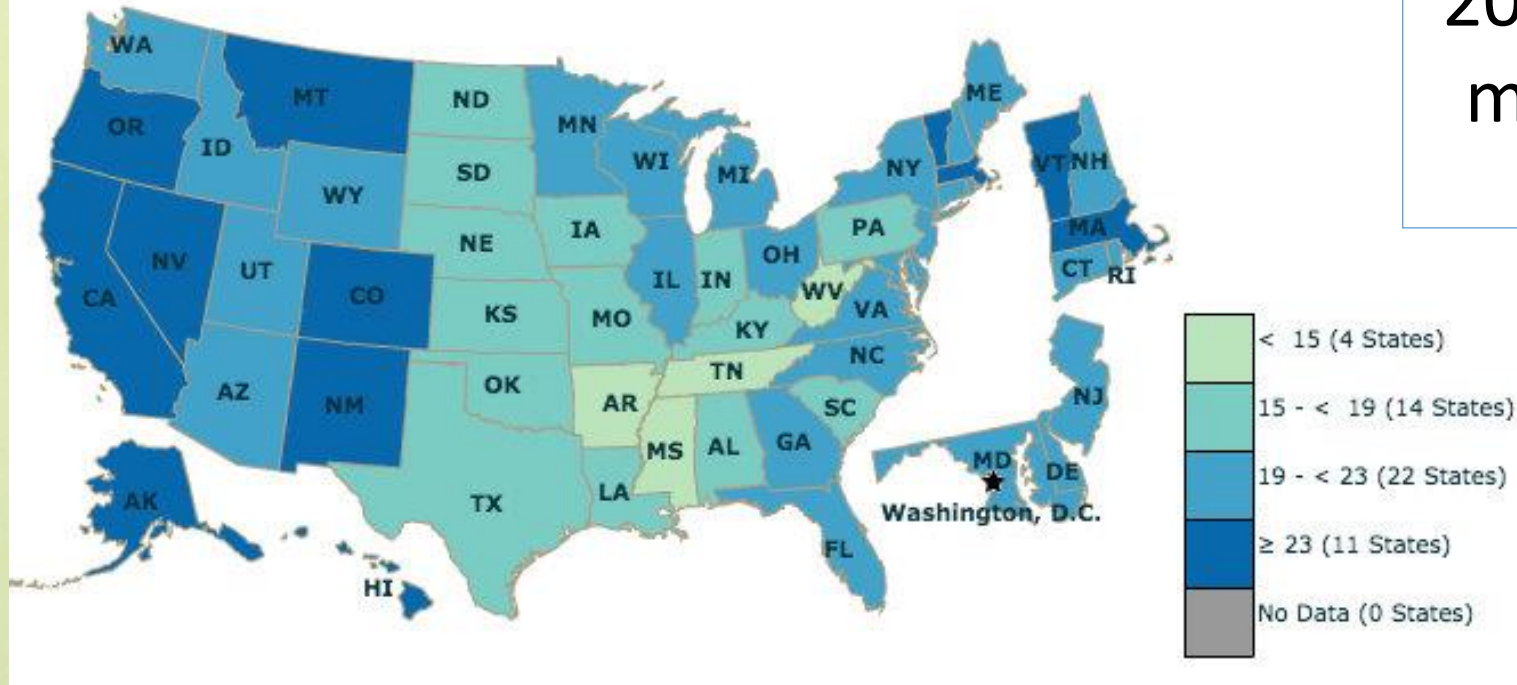 20
m
WA
MT
ND
MN
ME
OR
ID
SD
WI
MI
NY
VT
NH
WY
NE
IA
PA
MA
NV
UT
CO
IL
IN
OH
WV
CT
RI
CA
KS
MO
KY
VA
AZ
NM
OK
AR
TN
NC
SC
NJ
MS
AL
GA
MD
DE
AK
TX
LA
Washington, D.C.
FL
HI
< 15 (4 States)
15 - < 19 (14 States)
19 - < 23 (22 States)
≥ 23 (11 States)
No Data (0 States)